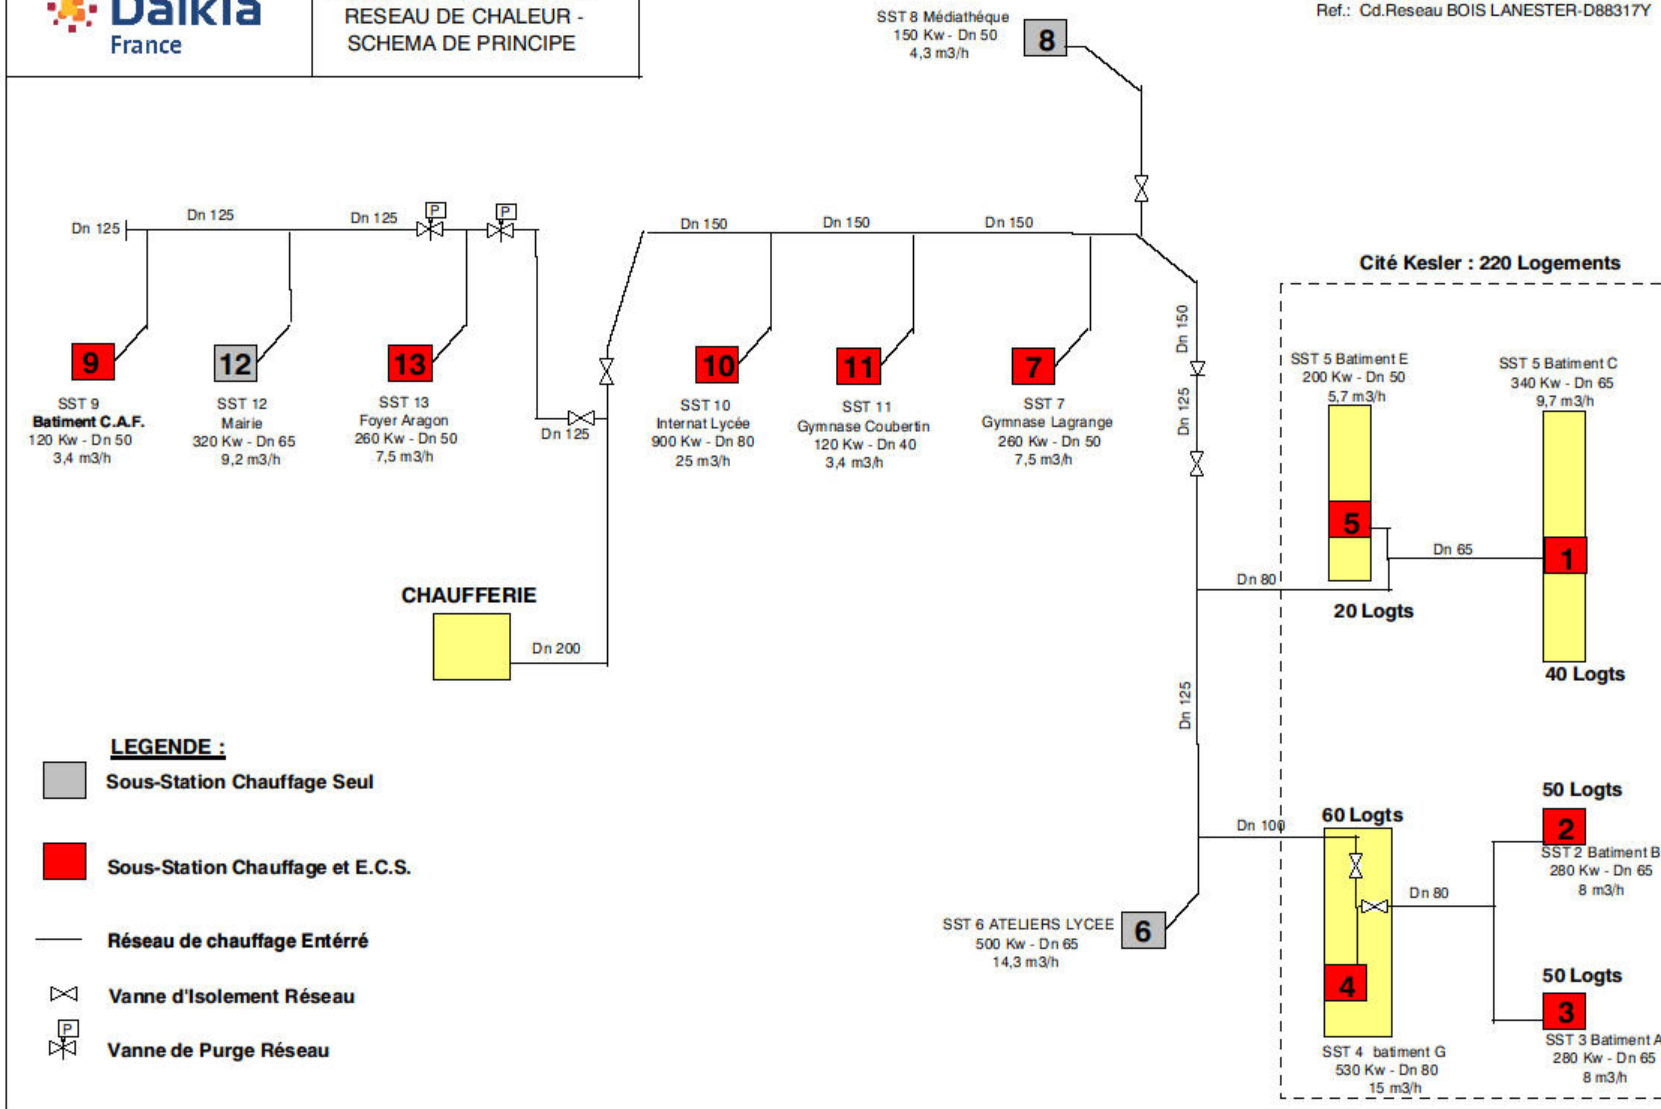 Dalkia
France
RESEAU DE CHALEUR -
SCHEMA DE PRINCIPE
Ref.: Cd.Reseau BOIS LANESTER-D88317Y
SST 8 Médiathéque
150 Kw - Dn 50
4,3 m3/h
8
Dn 125
Dn 125
Dn 125
P
P
Dn 150
Dn 150
Dn 150
9
SST 9
Batiment C.A.F.
120 Kw - Dn 50
3,4 m3/h
12
SST 12
Mairie
320 Kw - Dn 65
9,2 m3/h
13
SST 13
Foyer Aragon
260 Kw - Dn 50
7,5 m3/h
Dn 125
10
SST 10
Internat Lycée
900 Kw - Dn 80
25 m3/h
11
SST 11
Gymnase Coubertin
120 Kw - Dn 40
3,4 m3/h
7
SST 7
Gymnase Lagrange
260 Kw - Dn 50
7,5 m3/h
Dn 150
Dn 125
Cité Kesler : 220 Logements
SST 5 Batiment E
200 Kw - Dn 50
5,7 m3/h
5
20 Logts
SST 5 Batiment C
340 Kw - Dn 65
9,7 m3/h
1
40 Logts
Dn 65
Dn 80
CHAUFFERIE
Dn 200
Dn 125
LEGENDE :
Sous-Station Chauffage Seul
Sous-Station Chauffage et E.C.S.
Réseau de chauffage Entérré
Vanne d'Isolement Réseau
P
Vanne de Purge Réseau
Dn 100
60 Logts
4
SST 4 batiment G
530 Kw - Dn 80
15 m3/h
Dn 80
50 Logts
2
SST 2 Batiment B
280 Kw - Dn 65
8 m3/h
50 Logts
3
SST 3 Batiment A
280 Kw - Dn 65
8 m3/h
SST 6 ATELIERS LYCEE
500 Kw - Dn 65
14,3 m3/h
6